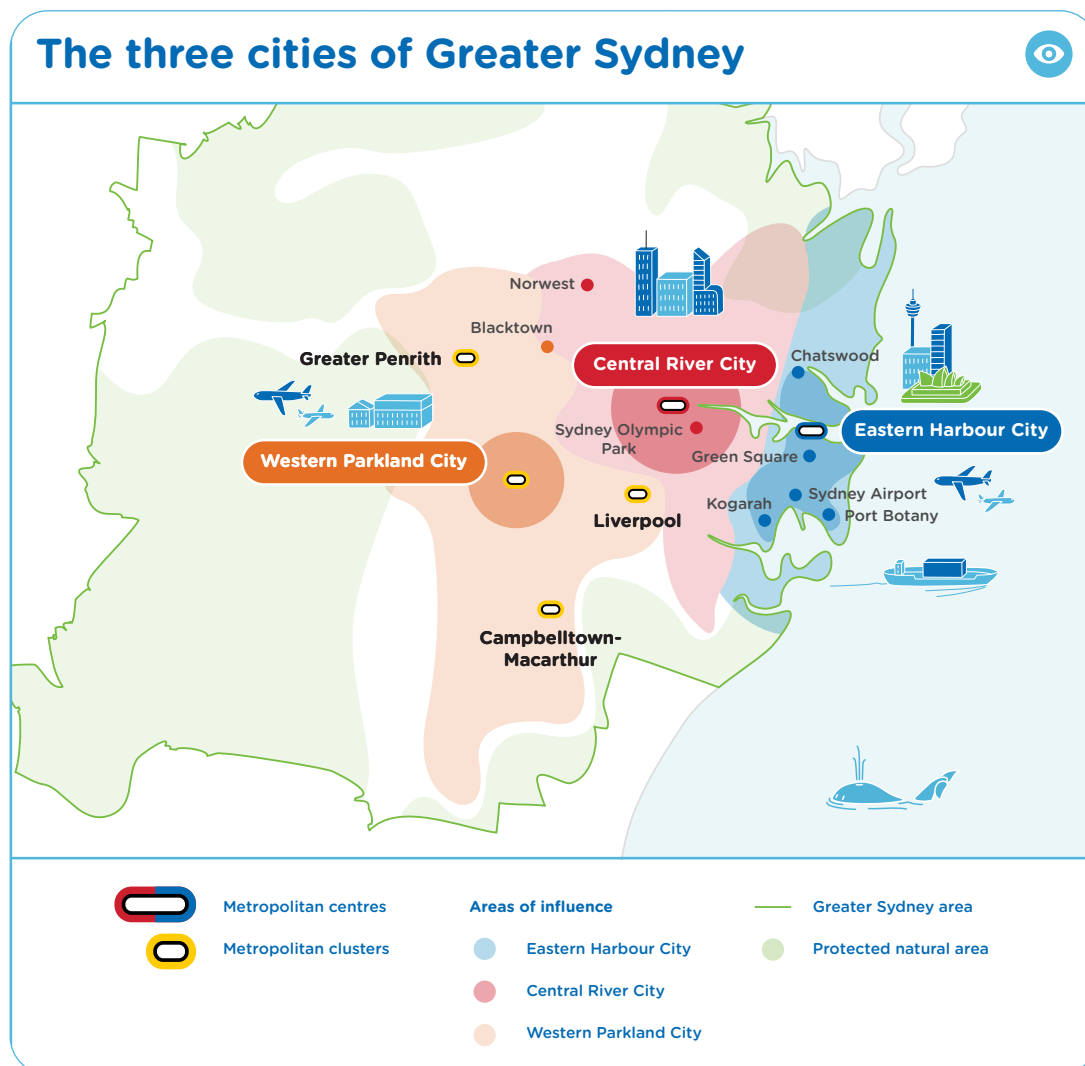 The three cities of Greater Sydney
Norwest
Blacktown
Greater Penrith
Central River City
Chatswood
Sydney Olympic
Park
Eastern Harbour City
Western Parkland City
Green Square
Liverpool
Kogarah
Sydney Airport
Port Botany
Campbelltown-
Macarthur
Metropolitan centres
Metropolitan clusters
Areas of influence
Eastern Harbour City
Central River City
Western Parkland City
Greater Sydney area
Protected natural area